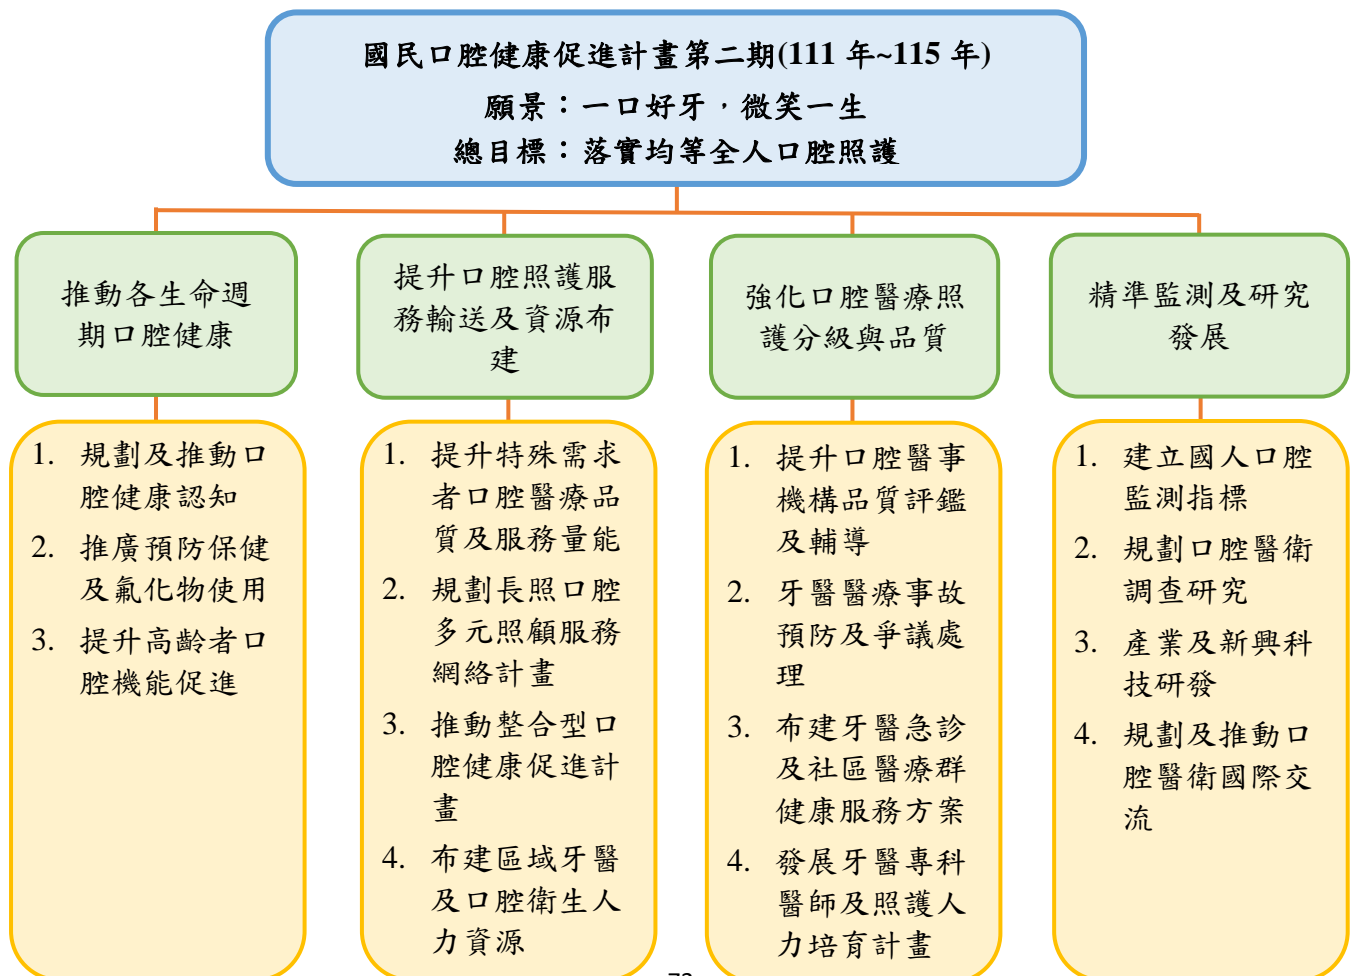 國民口腔健康促進計畫第二期(111 年~115 年)
願景：一口好牙，微笑一生
總目標：落實均等全人口腔照護
推動各生命週
期口腔健康
提升口腔照護服
務輸送及資源布
建
強化口腔醫療照
護分級與品質
精準監測及研究
發展
1. 規劃及推動口
腔健康認知
2. 推廣預防保健
及氟化物使用
3. 提升高齡者口
腔機能促進
1. 提升特殊需求
者口腔醫療品
質及服務量能
2. 規劃長照口腔
多元照顧服務
網絡計畫
3. 推動整合型口
腔健康促進計
畫
4. 布建區域牙醫
及口腔衛生人
力資源
1. 提升口腔醫事
機構品質評鑑
及輔導
2. 牙醫醫療事故
預防及爭議處
理
3. 布建牙醫急診
及社區醫療群
健康服務方案
4. 發展牙醫專科
醫師及照護人
力培育計畫
1. 建立國人口腔
監測指標
2. 規劃口腔醫衛
調查研究
3. 產業及新興科
技研發
4. 規劃及推動口
腔醫衛國際交
流